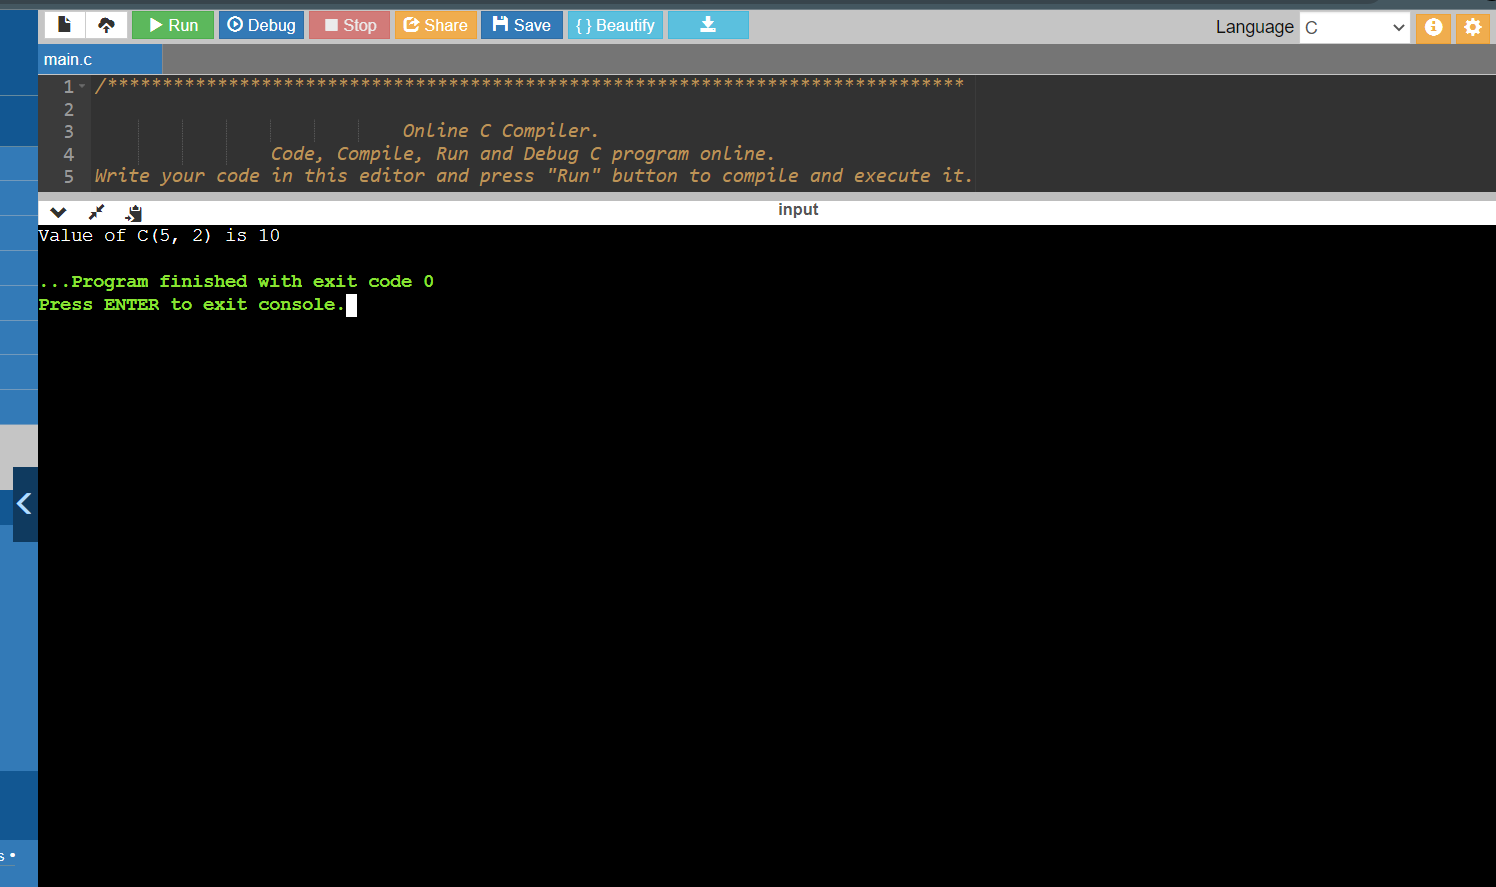 Run Debug Stop Share Save { } Beautify Language C
main.c
1 /******************************************************************************
2
3 Online C Compiler.
4 Code, Compile, Run and Debug C program online.
5 Write your code in this editor and press "Run" button to compile and execute it.
input
Value of C(5, 2) is 10
...Program finished with exit code 0
Press ENTER to exit console.
s •